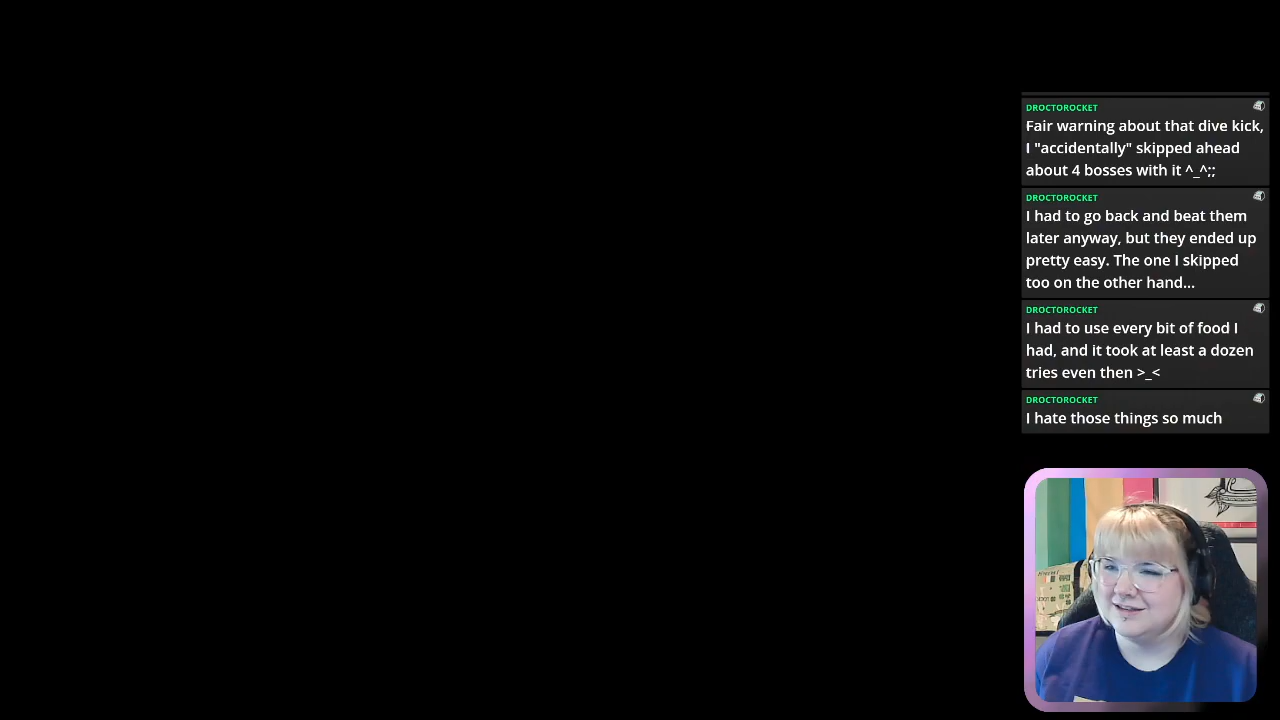 DROCTOROCKET
Fair warning about that dive kick,
I "accidentally" skipped ahead
about 4 bosses with it ^_^;;
DROCTOROCKET
I had to go back and beat them
later anyway, but they ended up
pretty easy. The one I skipped
too on the other hand...
DROCTOROCKET
I had to use every bit of food I
had, and it took at least a dozen
tries even then >_<
DROCTOROCKET
I hate those things so much